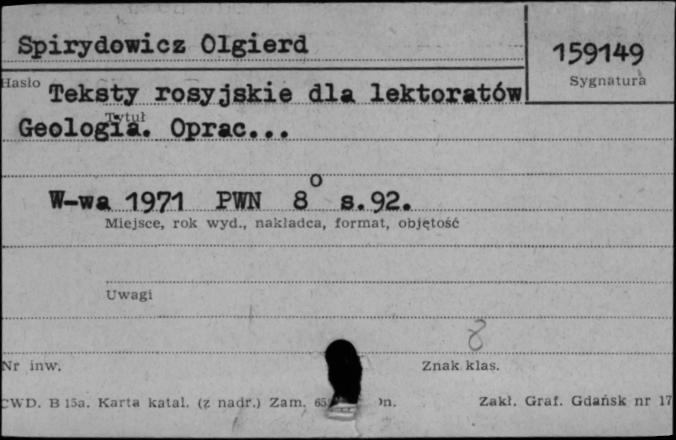 Spirydowicz Olgierd
159149
Hasło
Sygnatura
Teksty rosyjskie dla lektoratów
Tytuł
Geologia. Oprac...
W-wa 1971 PWN 8° s.92.
Miejsce, rok wyd., nakładca, format, objętość
Uwagi
8
Nr inw.
Znak klas.
CWD. B 15a. Karta katal. (z nadr.) Zam.
Zakł. Graf. Gdańsk nr 17